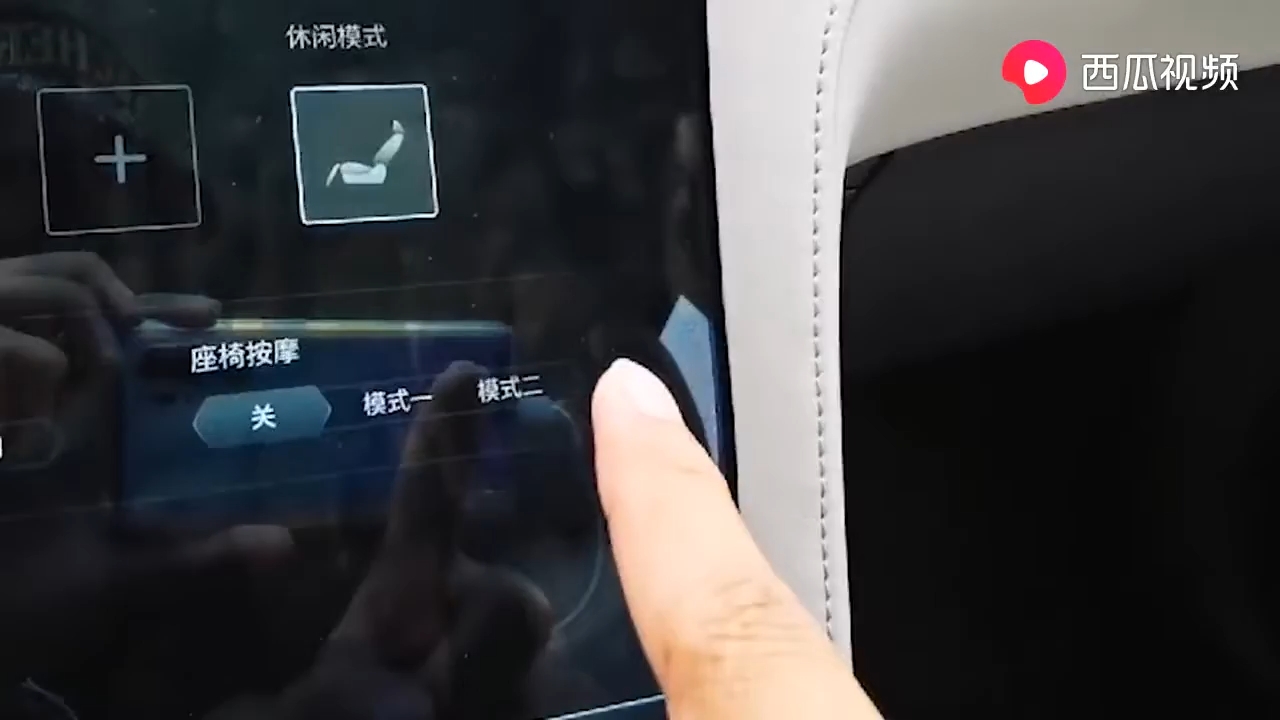 休闲模式
西瓜视频
座椅按摩
关
模式一
模式二